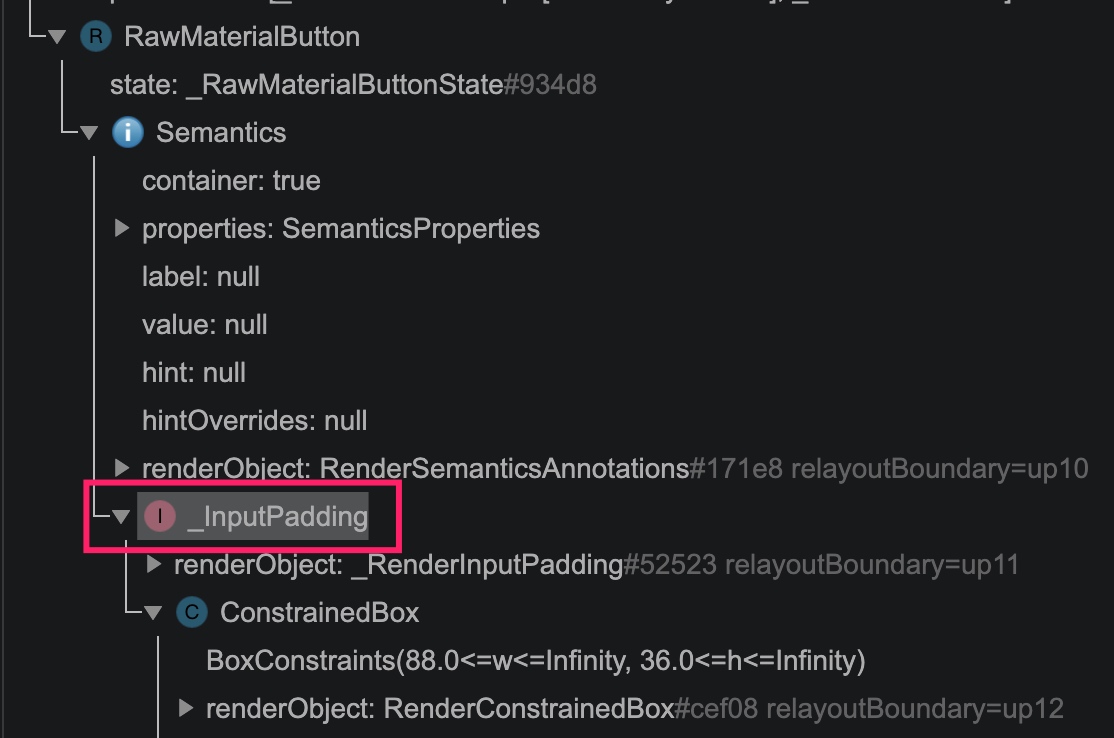 R RawMaterialButton
state: _RawMaterialButtonState#934d8
i Semantics
container: true
properties: SemanticsProperties
label: null
value: null
hint: null
hintOverrides: null
renderObject: RenderSemanticsAnnotations#171e8 relayoutBoundary=up10
I _InputPadding
renderObject: _RenderInputPadding#52523 relayoutBoundary=up11
C ConstrainedBox
BoxConstraints(88.0<=w<=Infinity, 36.0<=h<=Infinity)
renderObject: RenderConstrainedBox#cef08 relayoutBoundary=up12